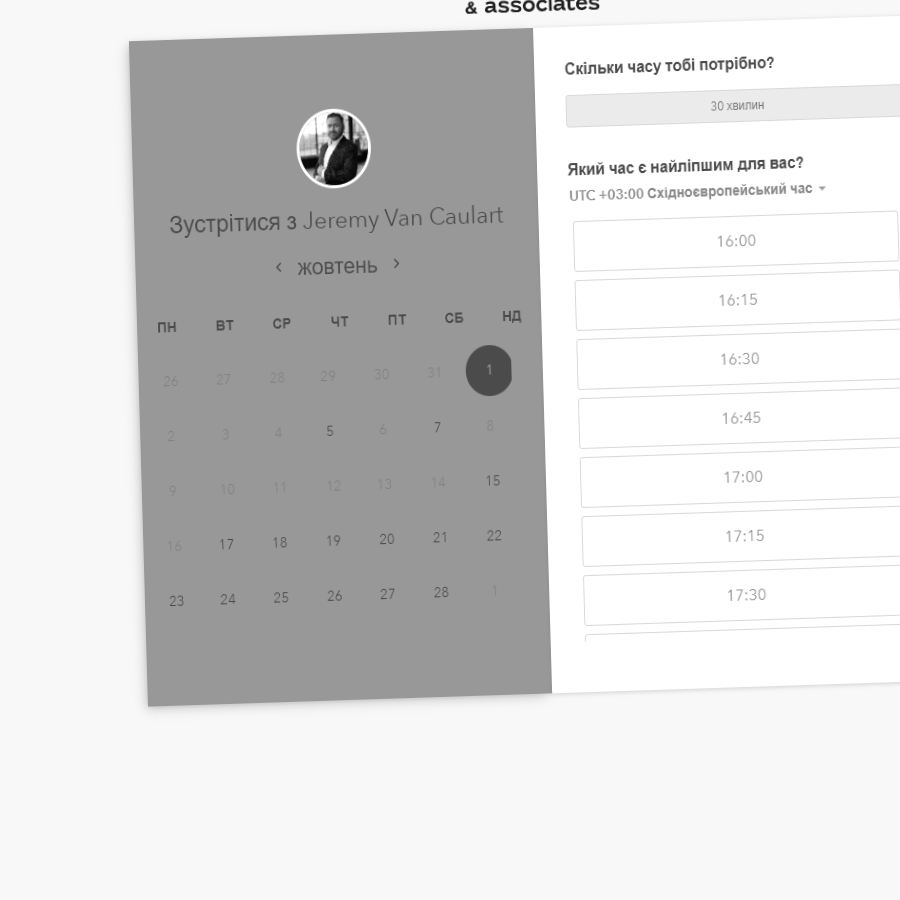 & associates
Зустрітися з Jeremy Van Caulart
‹ жовтень ›
ПН ВТ СР ЧТ ПТ СБ НД
26 27 28 29 30 31 1
2 3 4 5 6 7 8
9 10 11 12 13 14 15
16 17 18 19 20 21 22
23 24 25 26 27 28 1
Скільки часу тобі потрібно?
30 хвилин
Який час є найліпшим для вас?
UTC +03:00 Східноєвропейський час
16:00
16:15
16:30
16:45
17:00
17:15
17:30